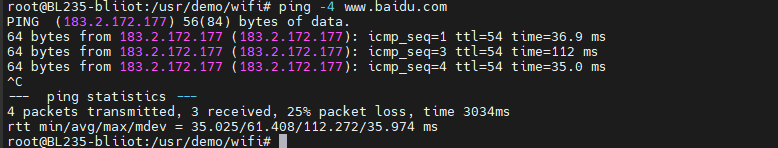 root@BL235-bliiot:/usr/demo/wifi# ping -4 www.baidu.com
PING  (183.2.172.177) 56(84) bytes of data.
64 bytes from 183.2.172.177 (183.2.172.177): icmp_seq=1 ttl=54 time=36.9 ms
64 bytes from 183.2.172.177 (183.2.172.177): icmp_seq=3 ttl=54 time=112 ms
64 bytes from 183.2.172.177 (183.2.172.177): icmp_seq=4 ttl=54 time=35.0 ms
^C
---  ping statistics ---
4 packets transmitted, 3 received, 25% packet loss, time 3034ms
rtt min/avg/max/mdev = 35.025/61.408/112.272/35.974 ms
root@BL235-bliiot:/usr/demo/wifi#